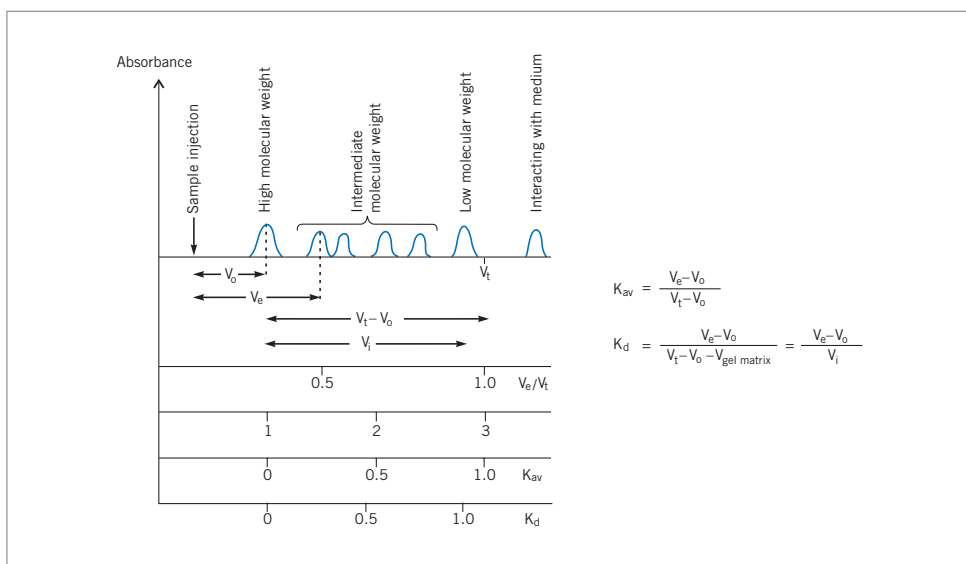 Absorbance
Sample injection
High molecular weight
Intermediate
molecular weight
Low molecular weight
Interacting with medium
Vt
Vo
Ve
Vt–Vo
Vi
Kav = Ve–Vo / Vt–Vo
Kd = Ve–Vo / Vt–Vo –Vgel matrix = Ve–Vo / Vi
0.5 1.0 Ve/Vt
1 2 3
0 0.5 1.0 Kav
0 0.5 1.0 Kd